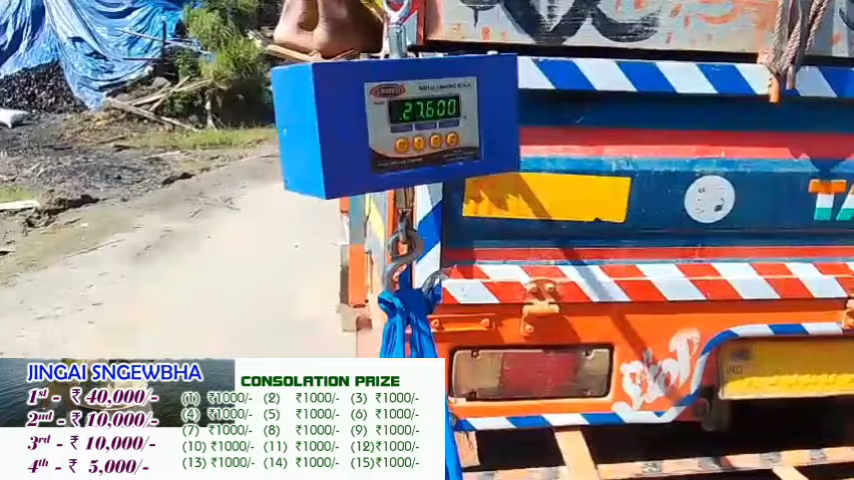 27.600
JINGAI SNGEWBHA
1st - ₹ 40,000/-
2nd - ₹ 10,000/-
3rd - ₹ 10,000/-
4th - ₹ 5,000/-
CONSOLATION PRIZE
(1) ₹1000/- (2) ₹1000/- (3) ₹1000/-
(4) ₹1000/- (5) ₹1000/- (6) ₹1000/-
(7) ₹1000/- (8) ₹1000/- (9) ₹1000/-
(10) ₹1000/- (11) ₹1000/- (12) ₹1000/-
(13) ₹1000/- (14) ₹1000/- (15) ₹1000/-